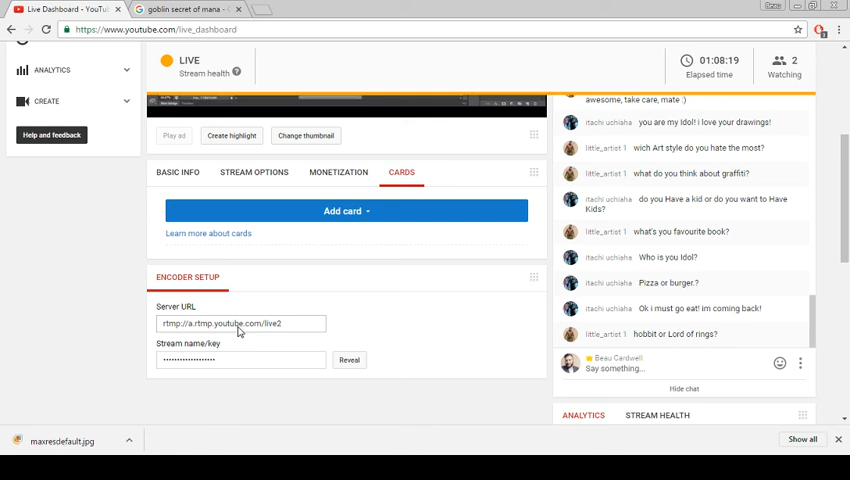 Live Dashboard - YouTu
goblin secret of mana - G
Beau
https://www.youtube.com/live_dashboard
ANALYTICS
CREATE
Help and feedback
LIVE
Stream health
01:08:19
Elapsed time
2
Watching
Play ad
Create highlight
Change thumbnail
BASIC INFO
STREAM OPTIONS
MONETIZATION
CARDS
Add card
Learn more about cards
ENCODER SETUP
Server URL
rtmp://a.rtmp.youtube.com/live2
Stream name/key
•••••••••••••••••••
Reveal
awesome, take care, mate :)
itachi uchiaha you are my Idol! i love your drawings!
little_artist 1 wich Art style do you hate the most?
little_artist 1 what do you think about graffiti?
itachi uchiaha do you Have a kid or do you want to Have
Kids?
little_artist 1 what's you favourite book?
itachi uchiaha Who is you Idol?
itachi uchiaha Pizza or burger.?
itachi uchiaha Ok i must go eat! im coming back!
little_artist 1 hobbit or Lord of rings?
Beau Cardwell
Say something...
Hide chat
ANALYTICS
STREAM HEALTH
maxresdefault.jpg
Show all